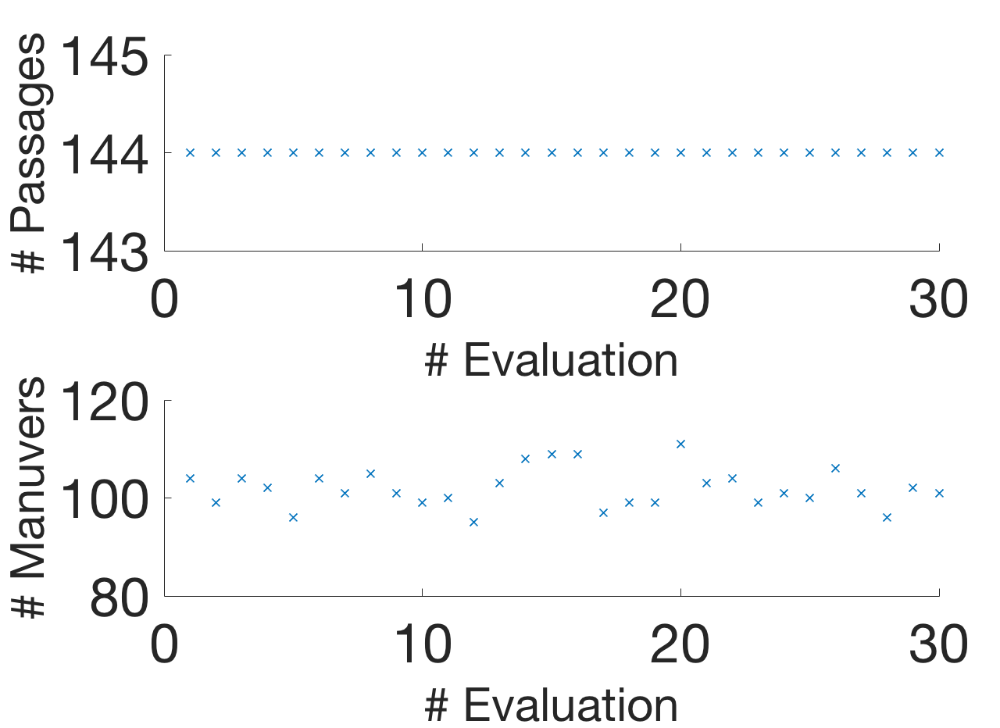 # Passages
145
144
143
0 10 20 30
# Evaluation
# Manuvers
120
100
80
0 10 20 30
# Evaluation